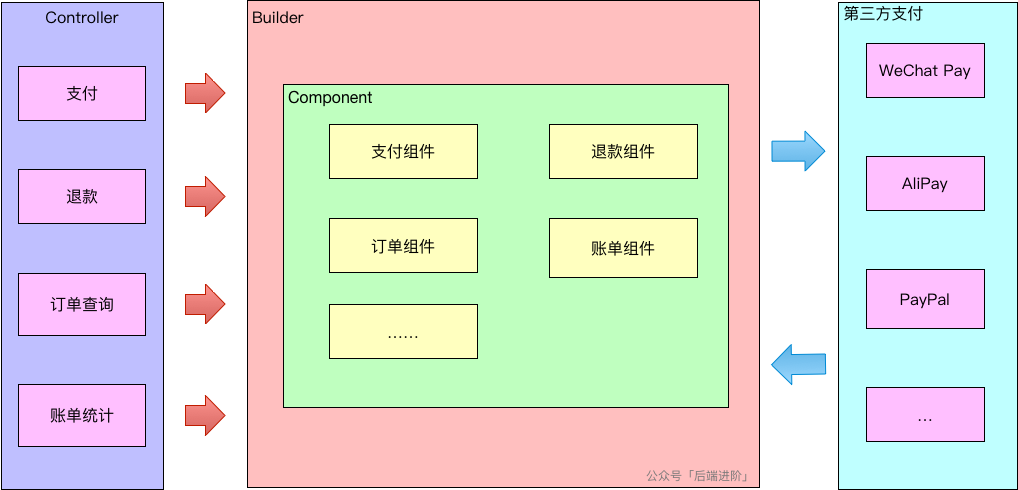 Controller
支付
退款
订单查询
账单统计
Builder
Component
支付组件
退款组件
订单组件
账单组件
……
公众号「后端进阶」
第三方支付
WeChat Pay
AliPay
PayPal
...